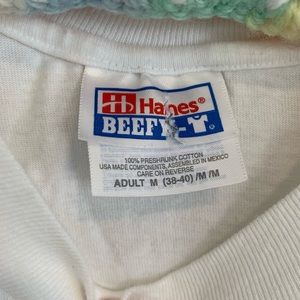 Hanes®
BEEFY-T®
100% PRESHRUNK COTTON
USA MADE COMPONENTS, ASSEMBLED IN MEXICO
CARE ON REVERSE
ADULT M (38-40) /M /M